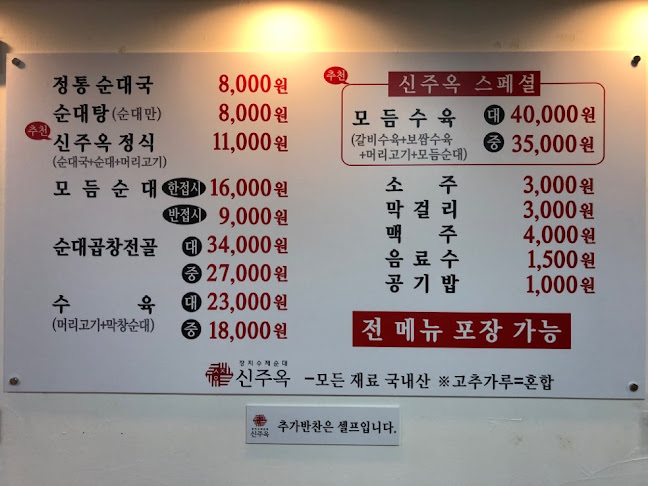 정통 순대국 8,000원
순대탕(순대만) 8,000원
추천
신주옥 정식 11,000원
(순대국+순대+머리고기)
모듬순대 한접시 16,000원
반접시 9,000원
순대곱창전골 대 34,000원
중 27,000원
수육 대 23,000원
(머리고기+막창순대) 중 18,000원
추천
신주옥 스페셜
모듬수육 대 40,000원
(갈비수육+보쌈수육 중 35,000원
+머리고기+모듬순대)
소주 3,000원
막걸리 3,000원
맥주 4,000원
음료수 1,500원
공기밥 1,000원
전 메뉴 포장 가능
장지수제순대
신주옥 -모든 재료 국내산 ※고추가루=혼합
신주옥 추가반찬은 셀프입니다.